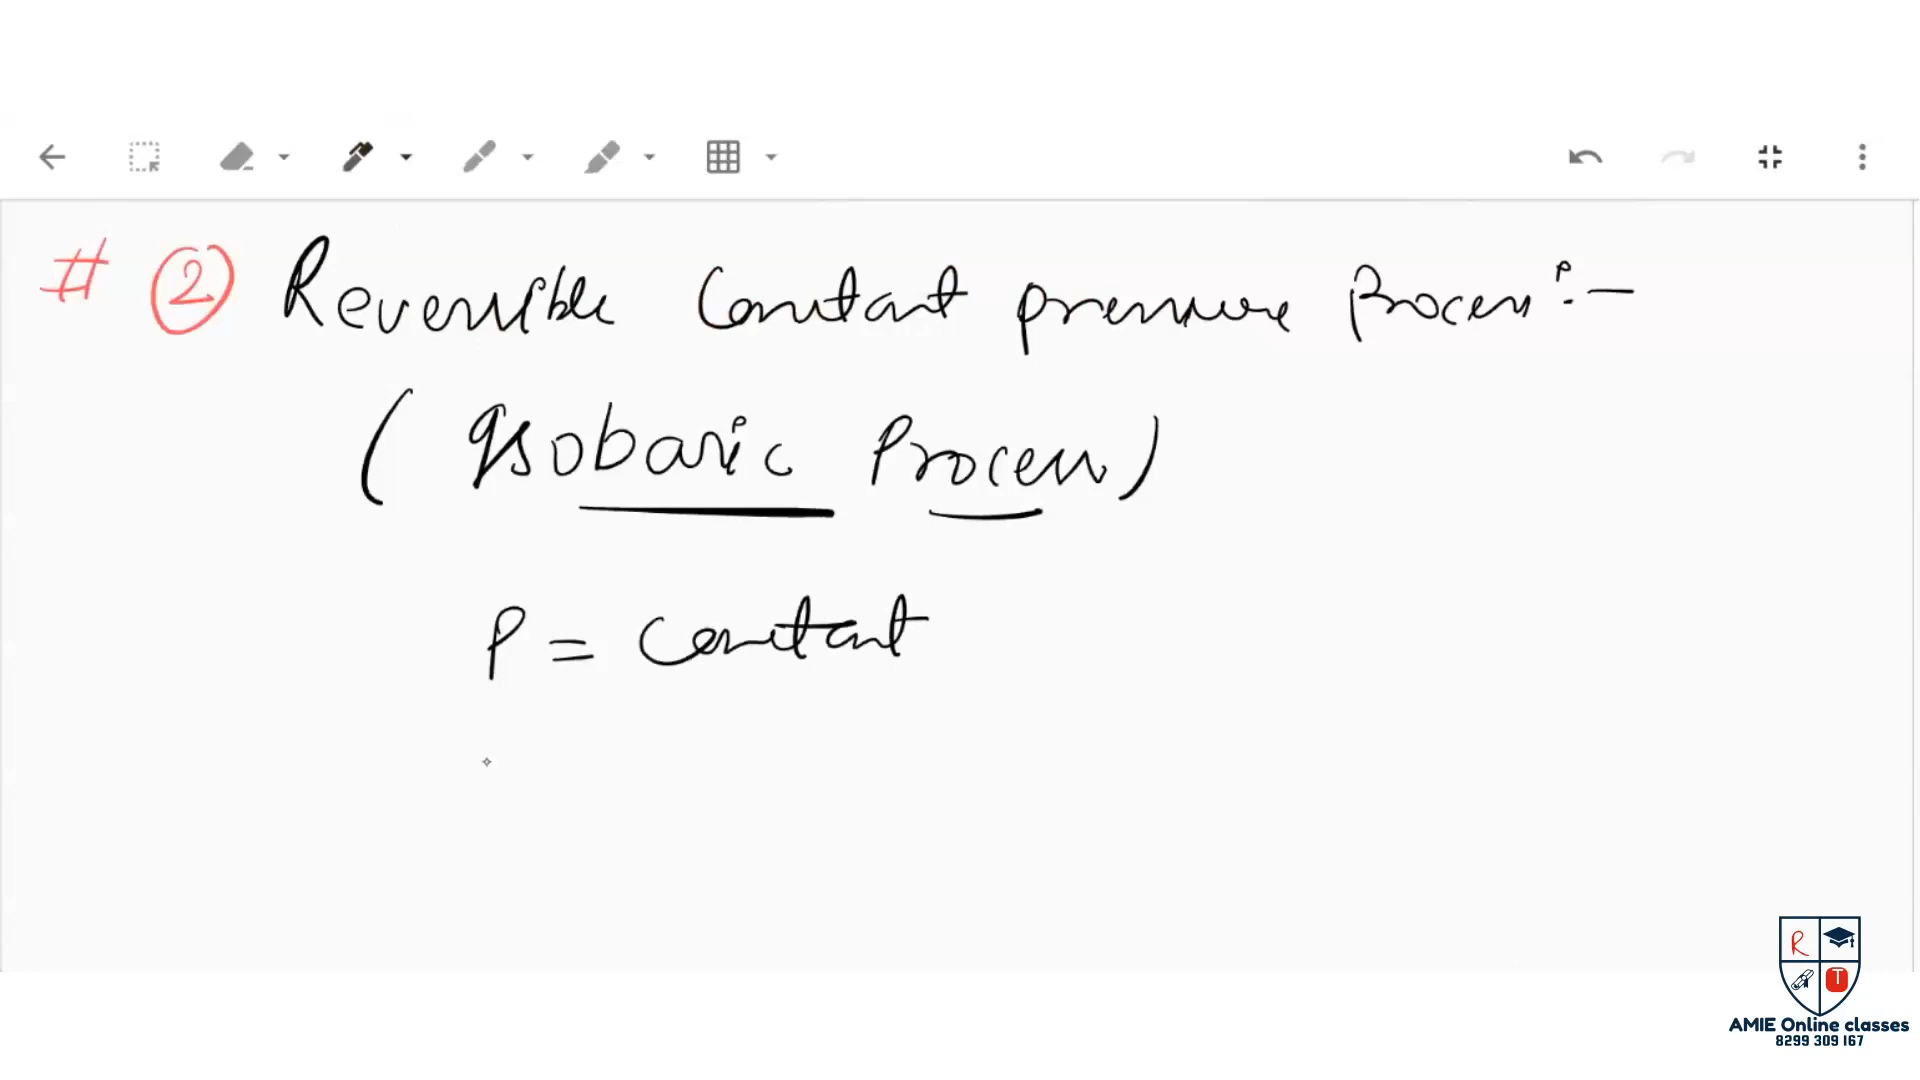 # ② Reversible Constant pressure Process :-
( Isobaric Process )
P = Constant
R
T
AMIE Online classes
8299 309 167